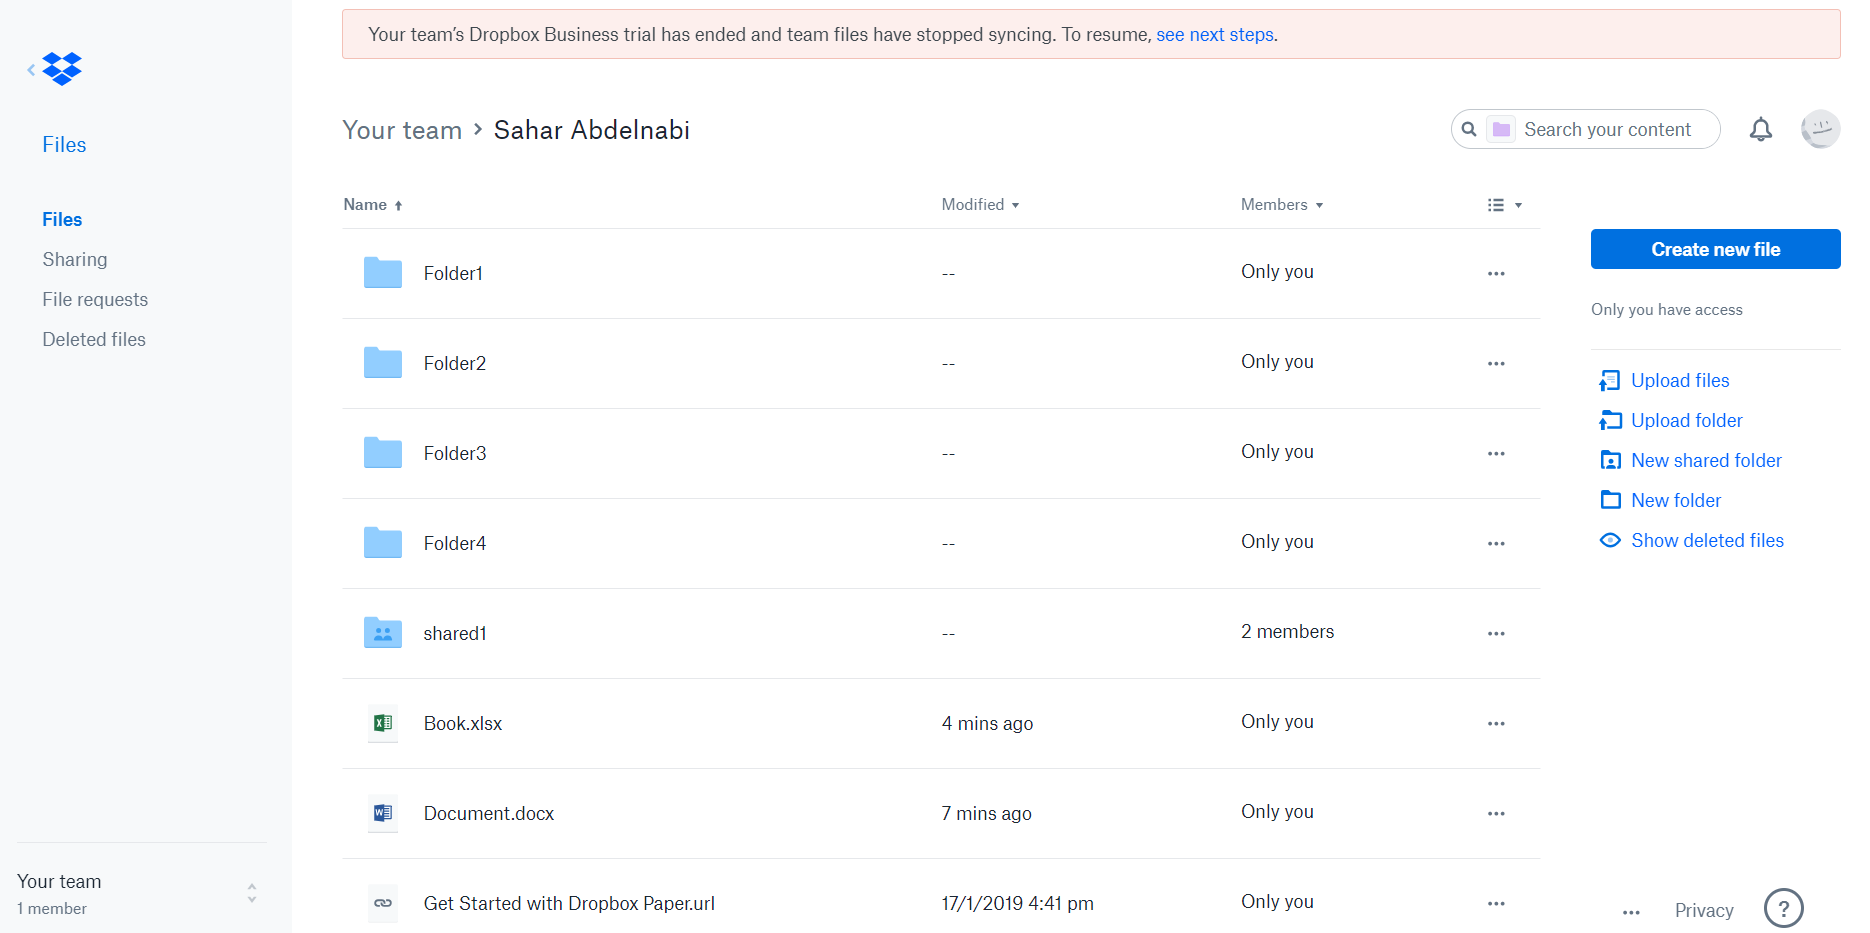 Your team's Dropbox Business trial has ended and team files have stopped syncing. To resume, see next steps.
Files
Files
Sharing
File requests
Deleted files
Your team
1 member
Your team › Sahar Abdelnabi
Search your content
Name Modified Members
Folder1 -- Only you
Folder2 -- Only you
Folder3 -- Only you
Folder4 -- Only you
shared1 -- 2 members
Book.xlsx 4 mins ago Only you
Document.docx 7 mins ago Only you
Get Started with Dropbox Paper.url 17/1/2019 4:41 pm Only you
Create new file
Only you have access
Upload files
Upload folder
New shared folder
New folder
Show deleted files
Privacy ?